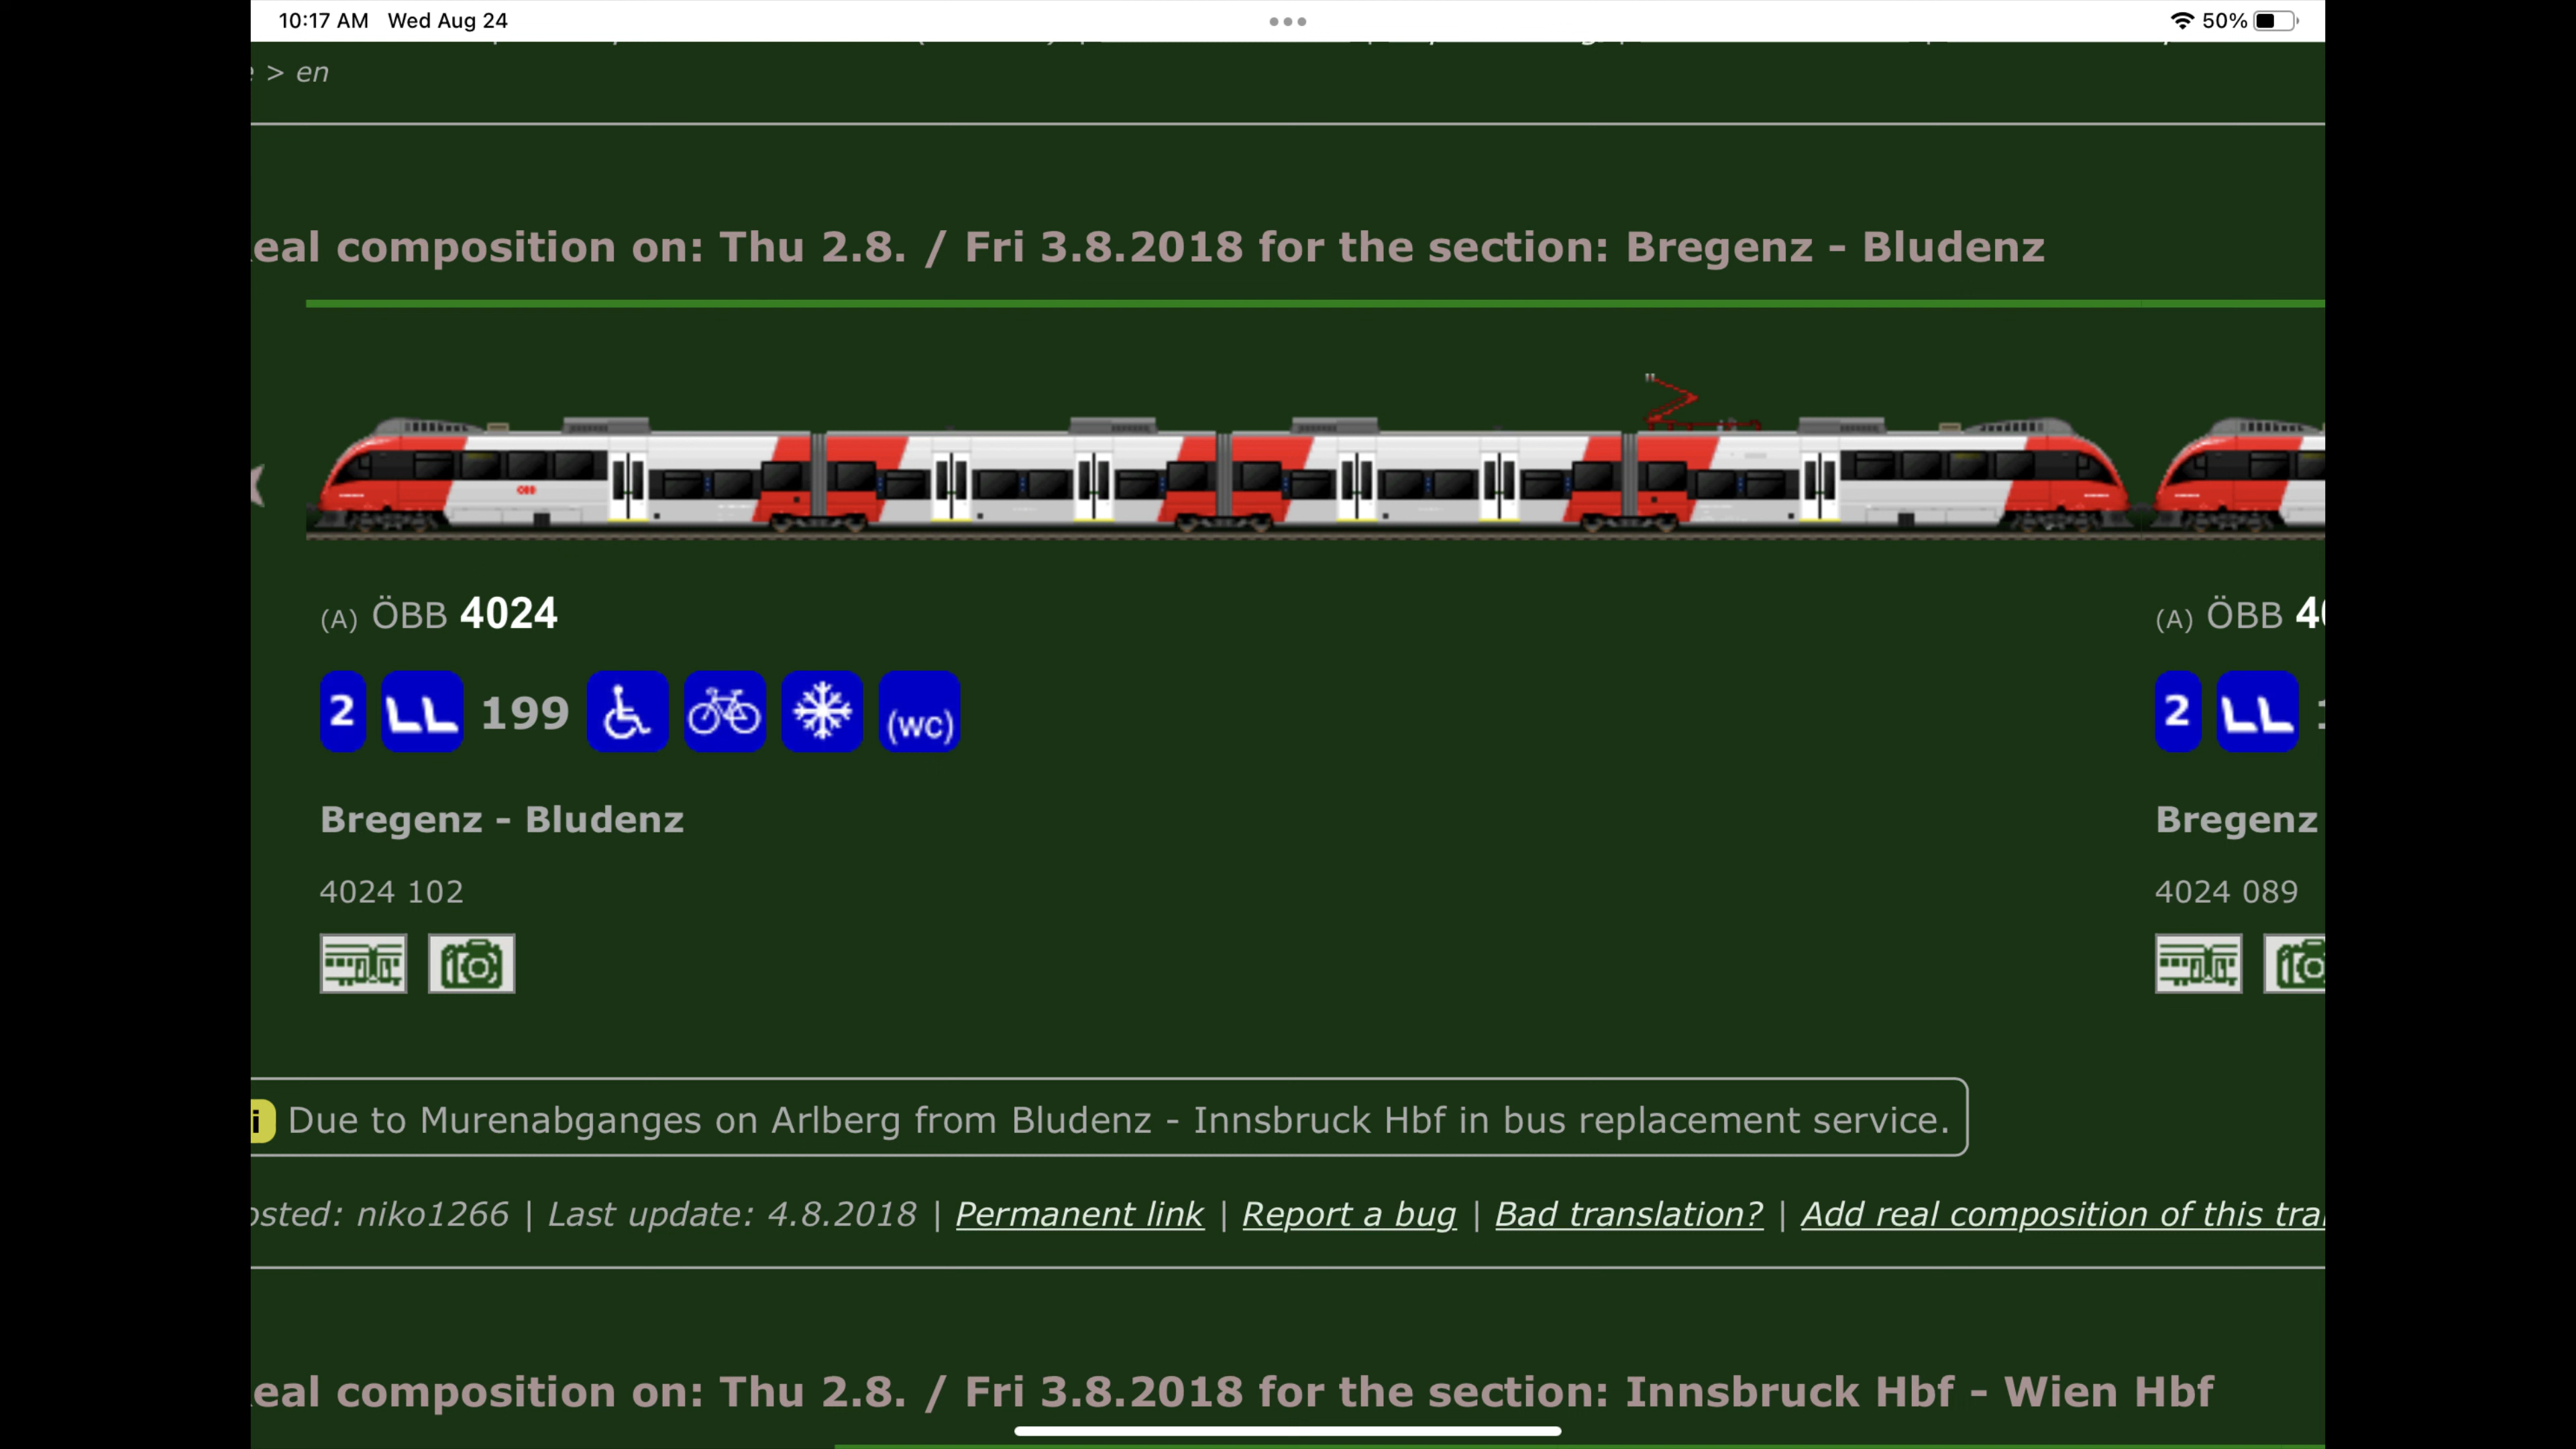 10:17 AM Wed Aug 24
50%
> en
eal composition on: Thu 2.8. / Fri 3.8.2018 for the section: Bregenz - Bludenz
ÖBB
(A) ÖBB 4024
(A) ÖBB
2 199 (WC)
2
Bregenz - Bludenz
Bregenz
4024 102
4024 089
i Due to Murenabganges on Arlberg from Bludenz - Innsbruck Hbf in bus replacement service.
osted: niko1266 | Last update: 4.8.2018 | Permanent link | Report a bug | Bad translation? | Add real composition of this trai
eal composition on: Thu 2.8. / Fri 3.8.2018 for the section: Innsbruck Hbf - Wien Hbf